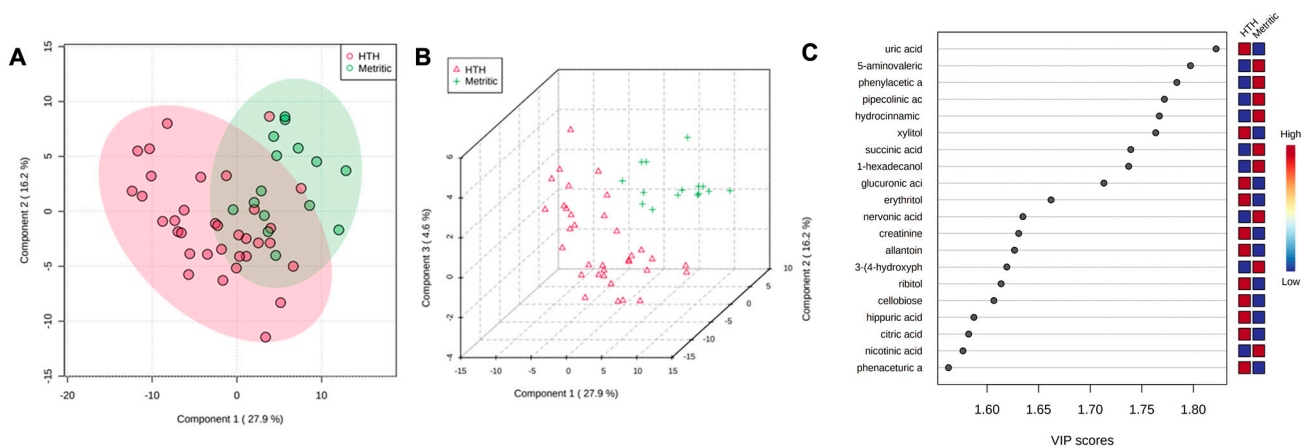 A
HTH
Metritic
15
10
5
0
-5
-10
-15
-20
-10
0
10
Component 2 ( 16.2 %)
Component 1 ( 27.9 %)
B
HTH
Metritic
6
4
2
0
-2
-4
-15
-10
-5
0
5
10
15
-15
-10
-5
0
5
10
Component 3 ( 4.6 %)
Component 1 ( 27.9 %)
Component 2 ( 16.2 %)
C
HTH
Metritic
uric acid
5-aminovaleric
phenylacetic a
pipecolinic ac
hydrocinnamic
xylitol
succinic acid
1-hexadecanol
glucuronic aci
erythritol
nervonic acid
creatinine
allantoin
3-(4-hydroxyph
ribitol
cellobiose
hippuric acid
citric acid
nicotinic acid
phenaceturic a
1.60
1.65
1.70
1.75
1.80
VIP scores
High
Low